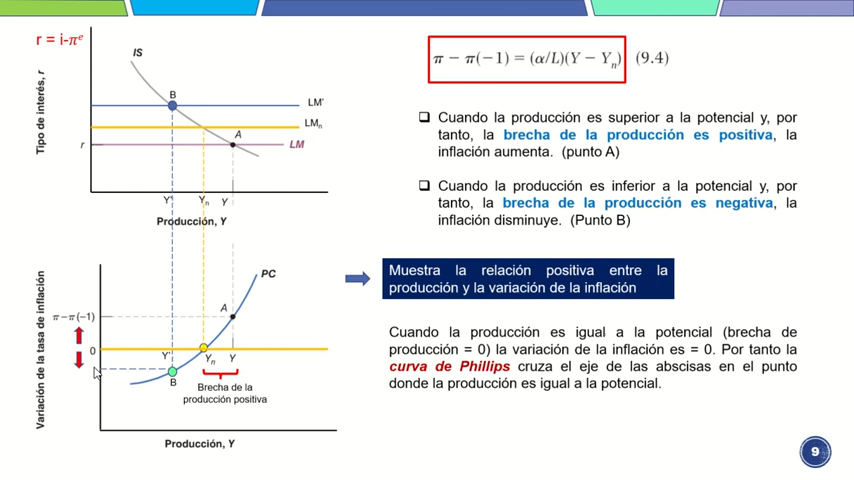 r = i-πᵉ
IS
B
LM'
LMₙ
A
LM
r
Tipo de interés, r
Y' Yₙ Y
Producción, Y
PC
A
π – π(–1)
0
Y' Yₙ Y
B
Brecha de la
producción positiva
Variación de la tasa de inflación
Producción, Y
π − π(−1) = (α/L)(Y − Yₙ) (9.4)
❑ Cuando la producción es superior a la potencial y, por
tanto, la brecha de la producción es positiva, la
inflación aumenta. (punto A)
❑ Cuando la producción es inferior a la potencial y, por
tanto, la brecha de la producción es negativa, la
inflación disminuye. (Punto B)
Muestra la relación positiva entre la
producción y la variación de la inflación
Cuando la producción es igual a la potencial (brecha de
producción = 0) la variación de la inflación es = 0. Por tanto la
curva de Phillips cruza el eje de las abscisas en el punto
donde la producción es igual a la potencial.
9